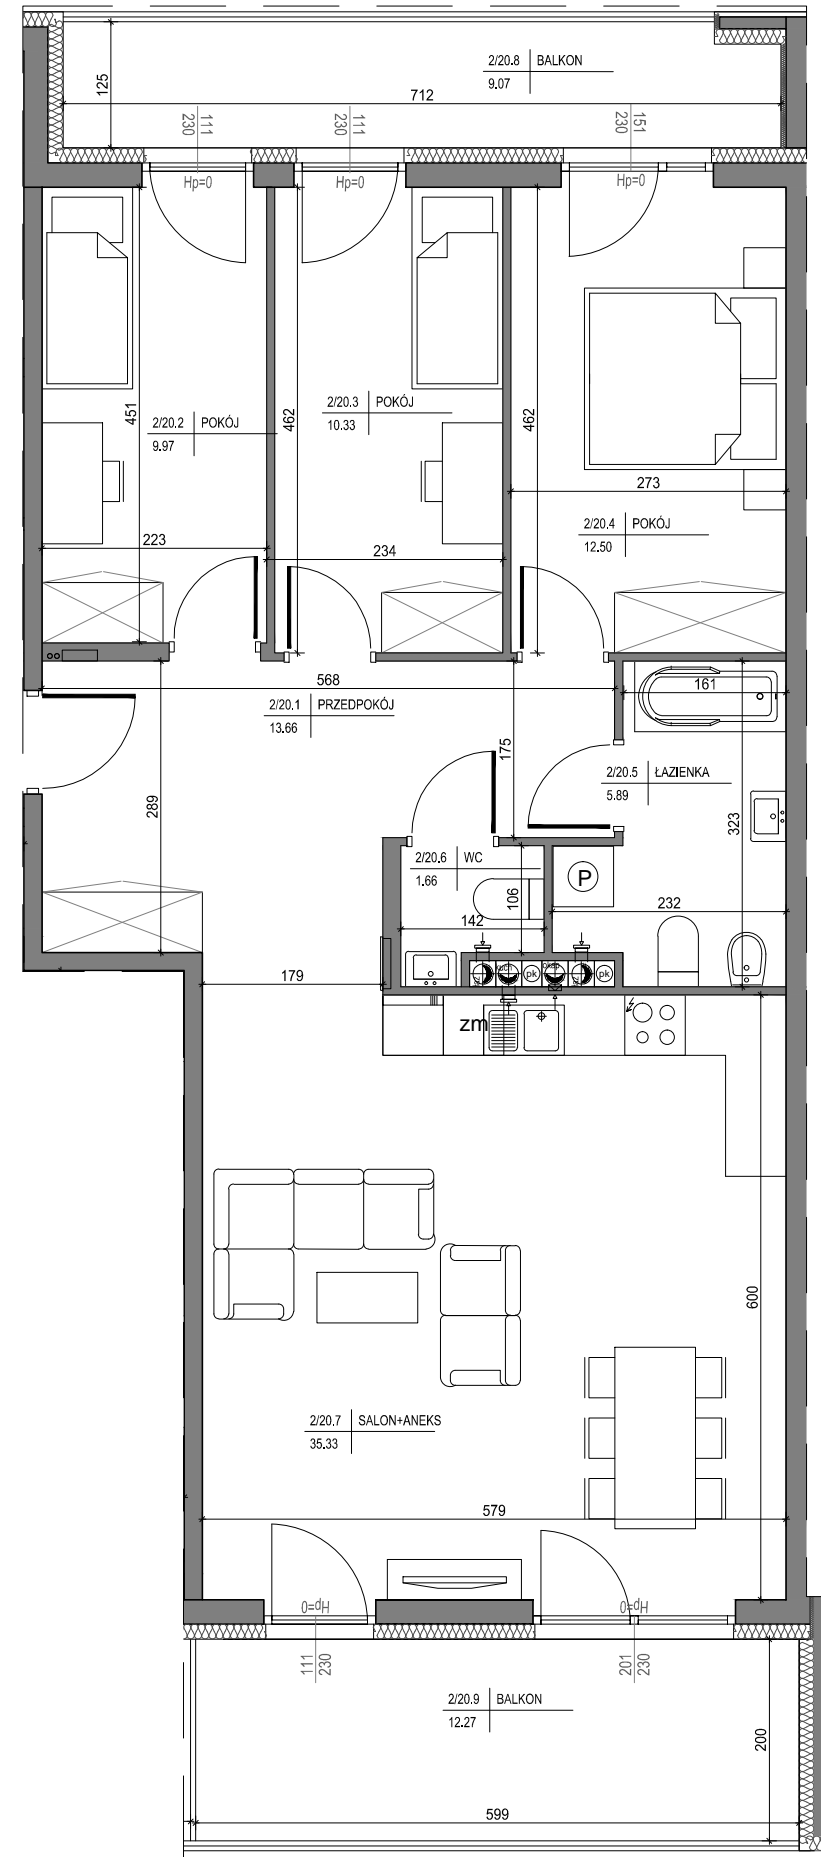 2/20.8 BALKON
9.07
125
712
111
230
111
230
151
230
Hp=0
Hp=0
Hp=0
451
2/20.2 POKÓJ
9.97
462
2/20.3 POKÓJ
10.33
462
273
2/20.4 POKÓJ
12.50
223
234
568
2/20.1 PRZEDPOKÓJ
13.66
161
175
2/20.5 ŁAZIENKA
5.89
289
323
2/20.6 WC
1.66
P
106
142
232
179
pk
pk
zm
600
2/20.7 SALON+ANEKS
35.33
579
Hp=0
Hp=0
111
230
201
230
2/20.9 BALKON
12.27
200
599